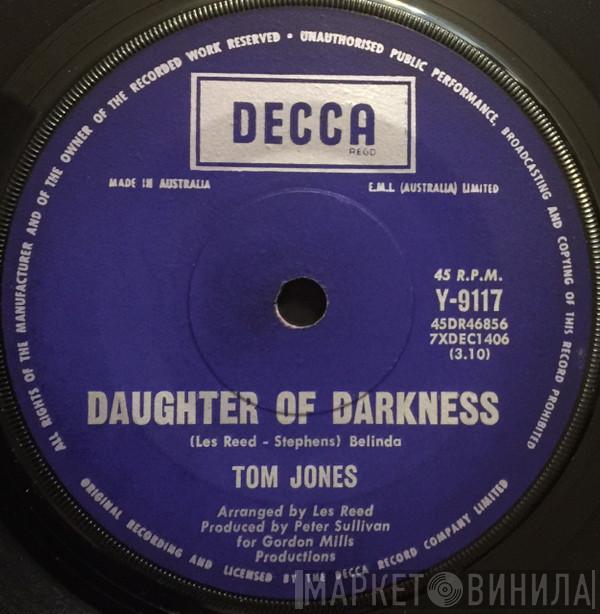 ALL RIGHTS OF THE MANUFACTURER AND OF THE OWNER OF THE RECORDED WORK RESERVED • UNAUTHORISED PUBLIC PERFORMANCE, BROADCASTING AND COPYING OF THIS RECORD PROHIBITED
DECCA
REGD
MADE IN AUSTRALIA
E.M.I. (AUSTRALIA) LIMITED
45 R.P.M.
Y-9117
45DR46856
7XDEC1406
(3.10)
DAUGHTER OF DARKNESS
(Les Reed - Stephens) Belinda
TOM JONES
Arranged by Les Reed
Produced by Peter Sullivan
for Gordon Mills
Productions
ORIGINAL RECORDING AND LICENSED BY THE DECCA RECORD COMPANY LIMITED
МАРКЕТ ВИНИЛА